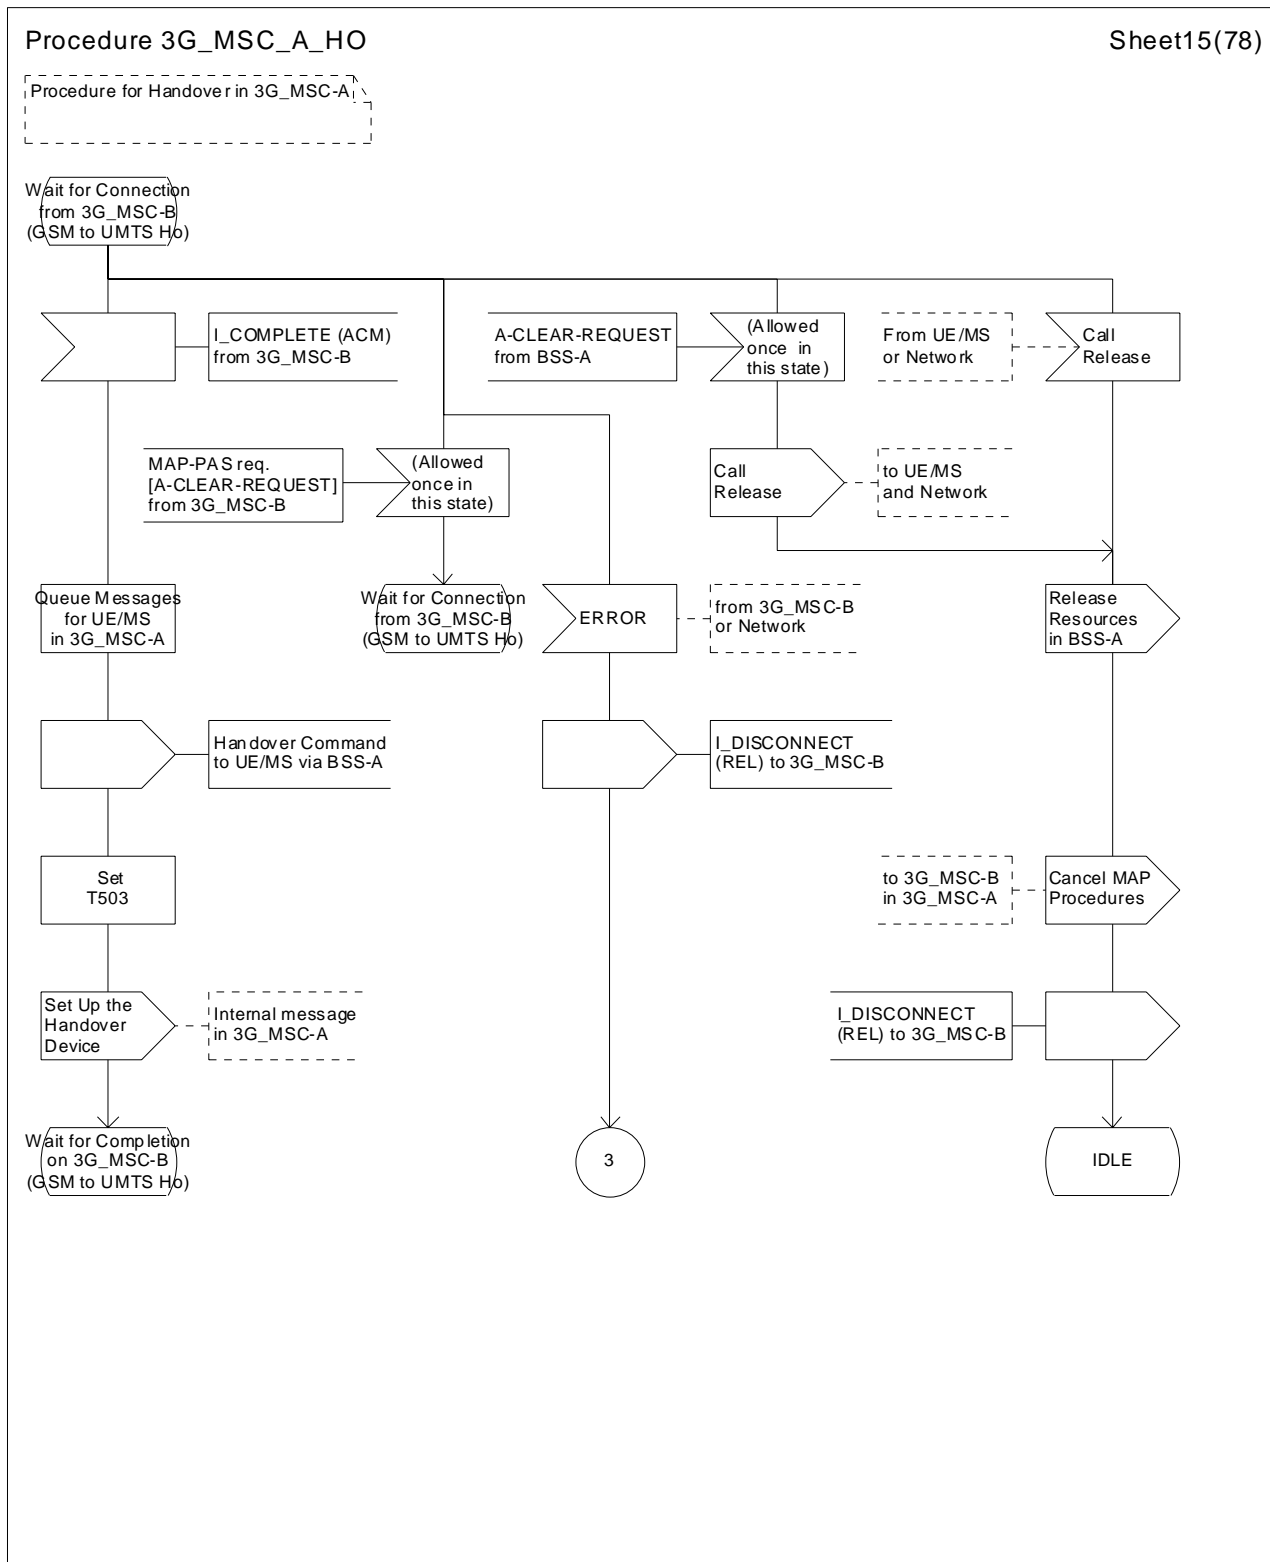 Procedure 3G_MSC_A_HO
Sheet15(78)
Procedure for Handover in 3G_MSC-A
Wait for Connection
from 3G_MSC-B
(GSM to UMTS Ho)
I_COMPLETE (ACM)
from 3G_MSC-B
A-CLEAR-REQUEST
from BSS-A
(Allowed
once in
this state)
From UE/MS
or Network
Call
Release
MAP-PAS req.
[A-CLEAR-REQUEST]
from 3G_MSC-B
(Allowed
once in
this state)
Call
Release
to UE/MS
and Network
Queue Messages
for UE/MS
in 3G_MSC-A
Wait for Connection
from 3G_MSC-B
(GSM to UMTS Ho)
ERROR
from 3G_MSC-B
or Network
Release
Resources
in BSS-A
Handover Command
to UE/MS via BSS-A
I_DISCONNECT
(REL) to 3G_MSC-B
Set
T503
to 3G_MSC-B
in 3G_MSC-A
Cancel MAP
Procedures
Set Up the
Handover
Device
Internal message
in 3G_MSC-A
I_DISCONNECT
(REL) to 3G_MSC-B
Wait for Completion
on 3G_MSC-B
(GSM to UMTS Ho)
3
IDLE